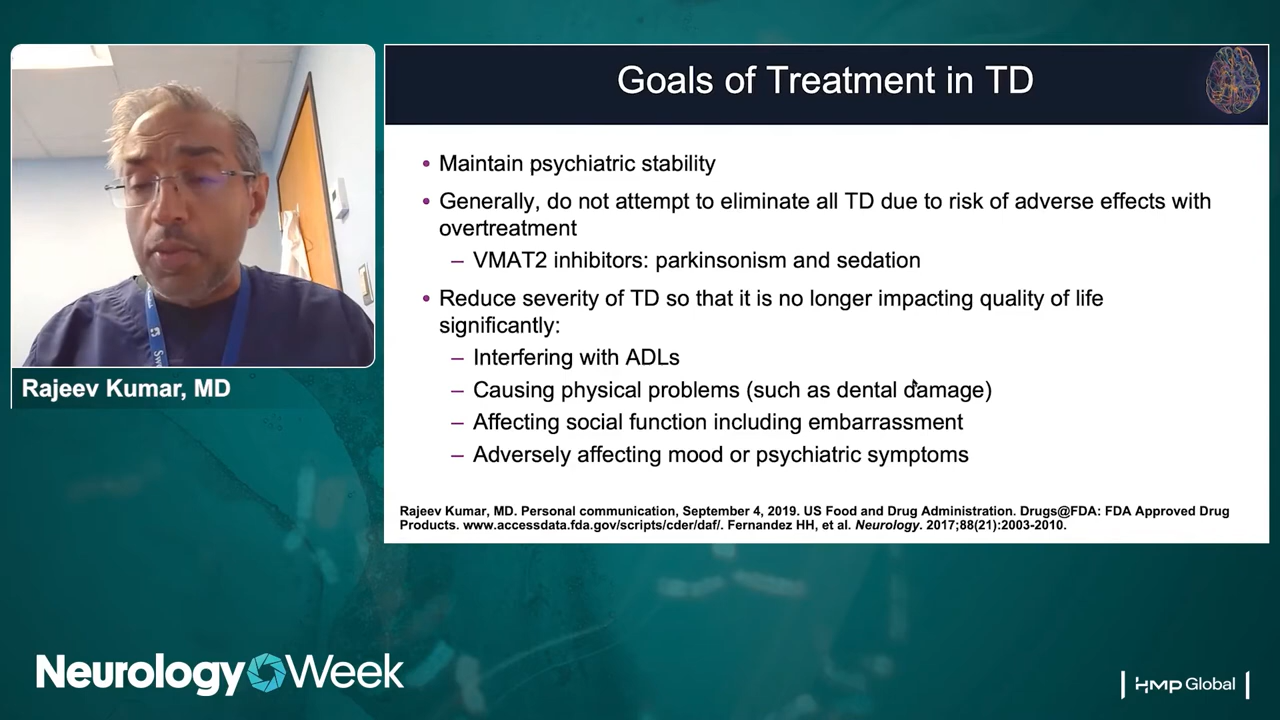 Goals of Treatment in TD
• Maintain psychiatric stability
• Generally, do not attempt to eliminate all TD due to risk of adverse effects with
overtreatment
– VMAT2 inhibitors: parkinsonism and sedation
• Reduce severity of TD so that it is no longer impacting quality of life
significantly:
– Interfering with ADLs
– Causing physical problems (such as dental damage)
– Affecting social function including embarrassment
– Adversely affecting mood or psychiatric symptoms
Rajeev Kumar, MD. Personal communication, September 4, 2019. US Food and Drug Administration. Drugs@FDA: FDA Approved Drug
Products. www.accessdata.fda.gov/scripts/cder/daf/. Fernandez HH, et al. Neurology. 2017;88(21):2003-2010.
Rajeev Kumar, MD
Neurology Week
HMP Global